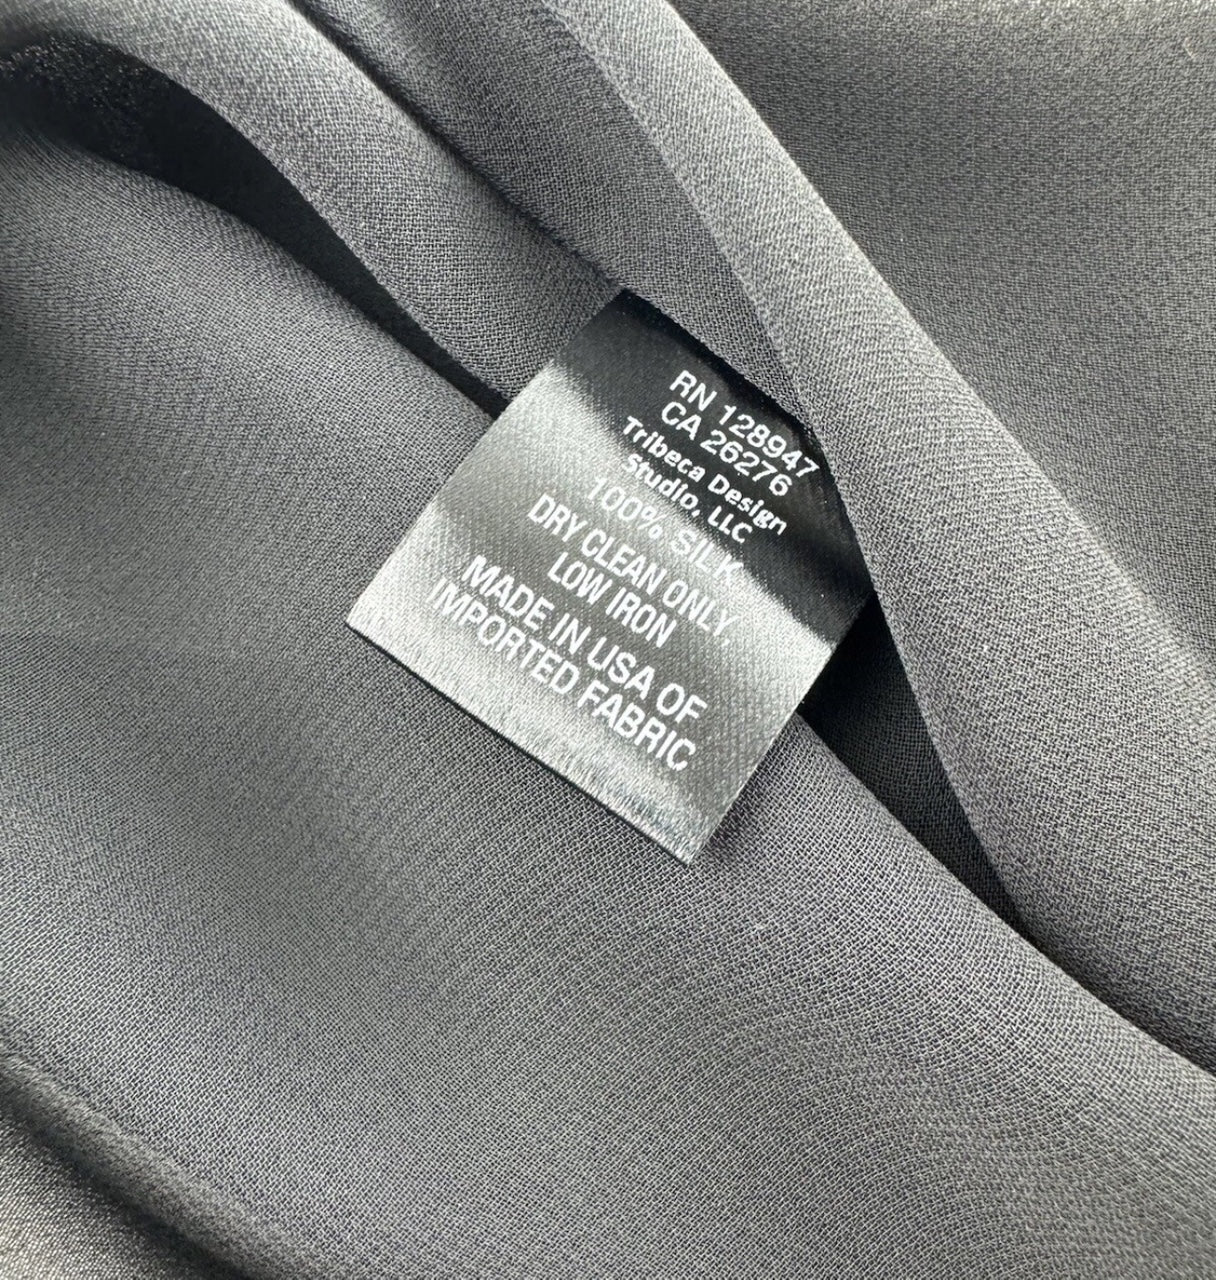 RN 128947
CA 26276
Tribeca Design
Studio, LLC
100% SILK
DRY CLEAN ONLY.
LOW IRON
MADE IN USA OF
IMPORTED FABRIC